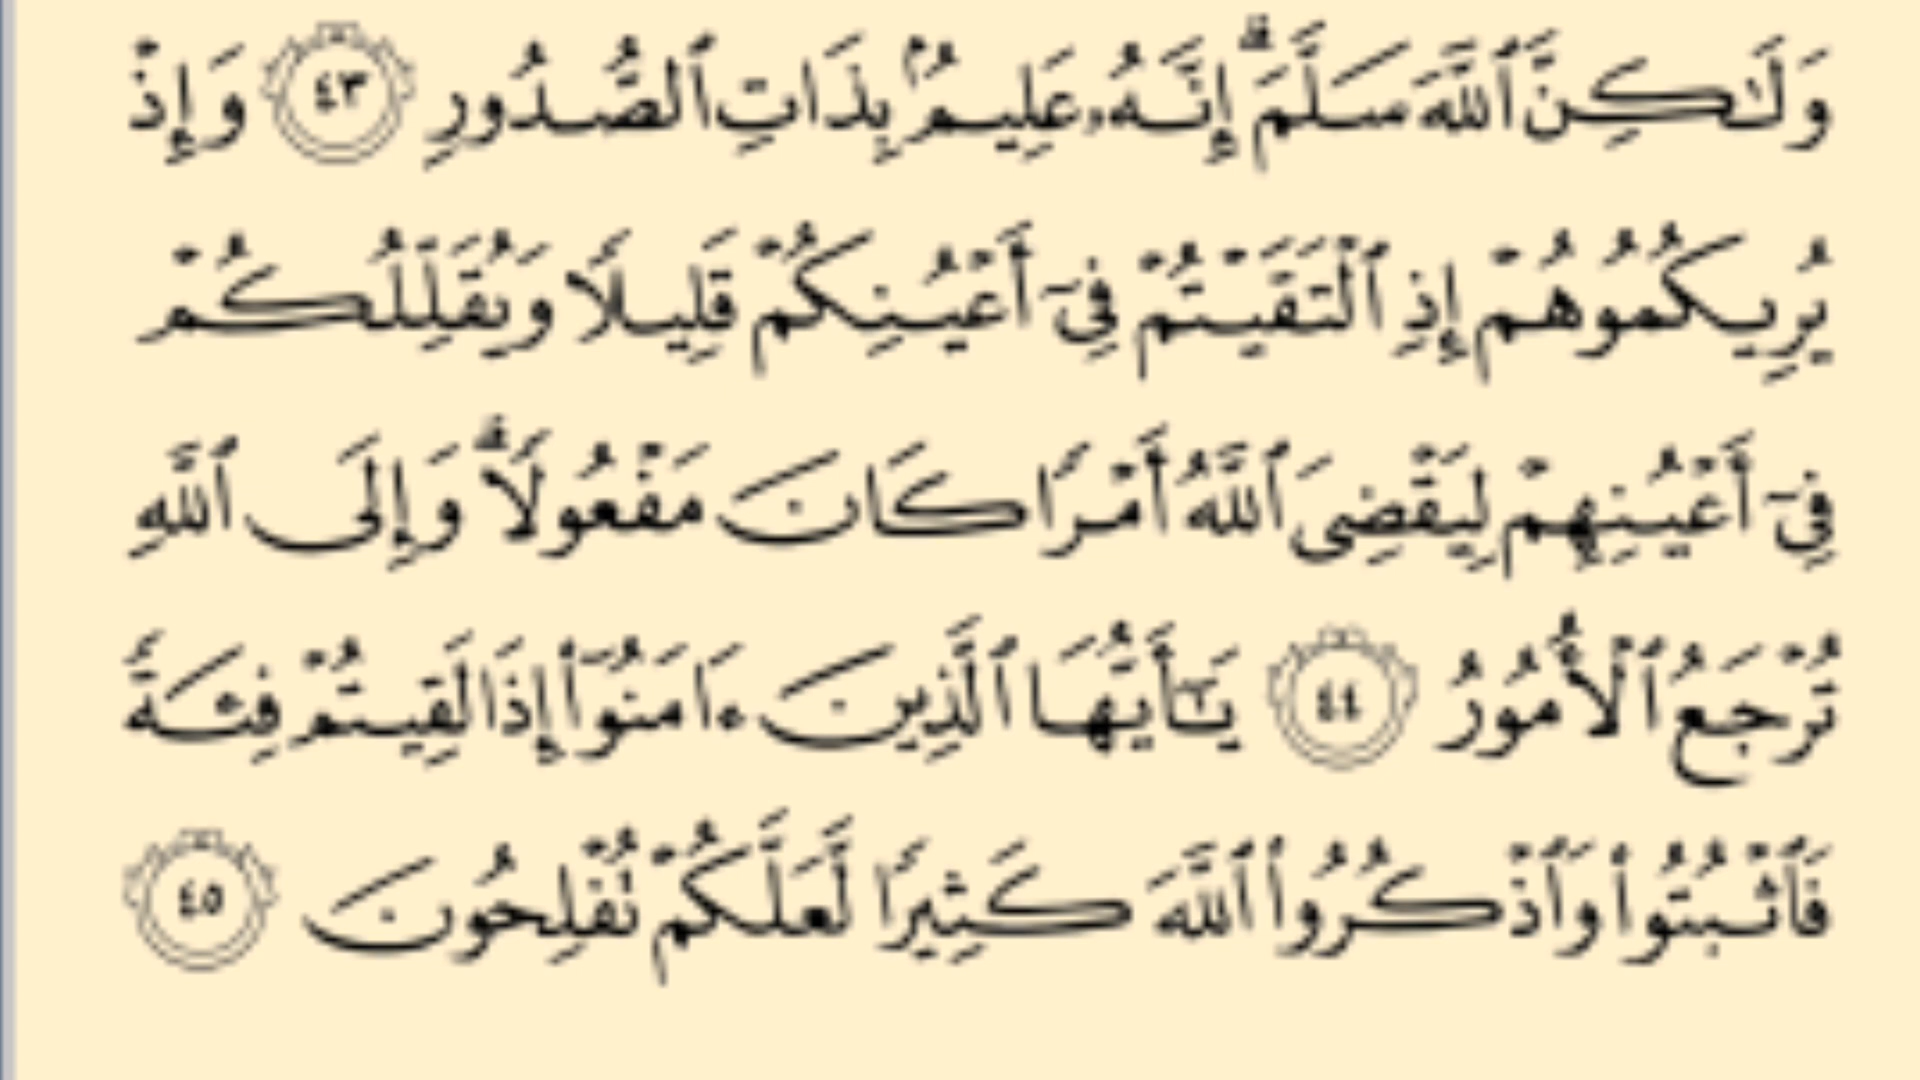 وَلَـٰكِنَّ ٱللَّهَ سَلَّمَ ۗ إِنَّهُۥ عَلِيمُۢ بِذَاتِ ٱلصُّدُورِ ٤٣ وَإِذْ
يُرِيكُمُوهُمْ إِذِ ٱلْتَقَيْتُمْ فِىٓ أَعْيُنِكُمْ قَلِيلًا وَيُقَلِّلُكُمْ
فِىٓ أَعْيُنِهِمْ لِيَقْضِىَ ٱللَّهُ أَمْرًا كَانَ مَفْعُولًا ۗ وَإِلَى ٱللَّهِ
تُرْجَعُ ٱلْأُمُورُ ٤٤ يَـٰٓأَيُّهَا ٱلَّذِينَ ءَامَنُوٓا۟ إِذَا لَقِيتُمْ فِئَةً
فَٱثْبُتُوا۟ وَٱذْكُرُوا۟ ٱللَّهَ كَثِيرًا لَّعَلَّكُمْ تُفْلِحُونَ ٤٥